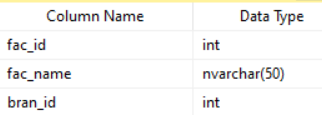 Column Name Data Type
fac_id int
fac_name nvarchar(50)
bran_id int